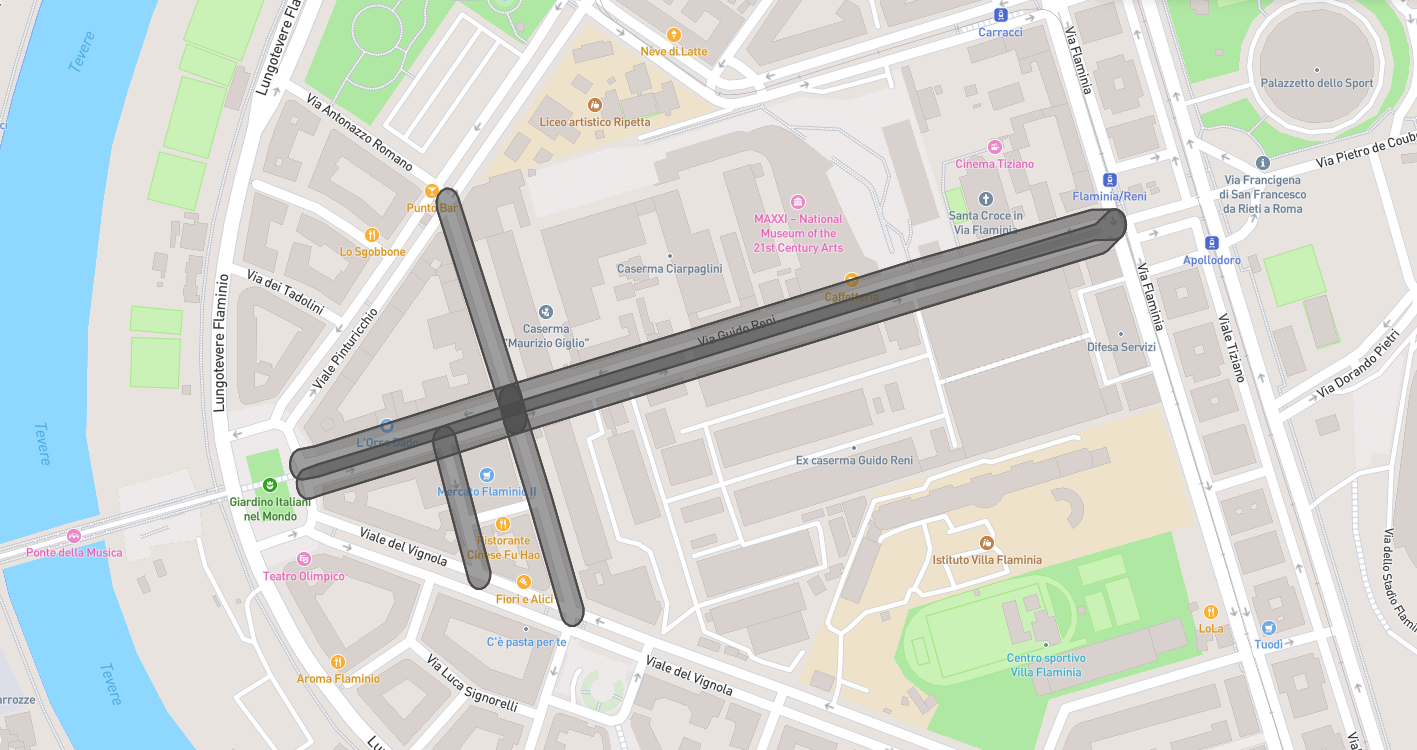 Tevere
Lungotevere Fla
Neve di Latte
Carracci
Via Flaminia
Palazzetto dello Sport
Via Antonazzo Romano
Liceo artistico Ripetta
Cinema Tiziano
Via Pietro de Coube
Flaminia/Reni
Via Francigena
di San Francesco
da Rieti a Roma
Punto Bar
MAXXI – National
Museum of the
21st Century Arts
Santa Croce in
Via Flaminia
Lo Sgobbone
Apollodoro
Caserma Ciarpaglini
Via dei Tadolini
Caffetteria
Via Flaminia
Lungotevere Flaminio
Viale Pinturicchio
Caserma
"Maurizio Giglio"
Via Guido Reni
Difesa Servizi
Viale Tiziano
Via Dorando Pietri
Tevere
L'Orso Ballo
Ex caserma Guido Reni
Mercato Flaminio II
Giardino Italiani
nel Mondo
Viale del Vignola
Ristorante
Cinese Fu Hao
Ponte della Musica
Teatro Olimpico
Istituto Villa Flaminia
Via dello Stadio Flamin
Fiori e Alici
LoLa
C'è pasta per te
Tuodi
Centro sportivo
Villa Flaminia
Aroma Flaminio
Tevere
Via Luca Signorelli
Viale del Vignola
arrozze
Lu
Via